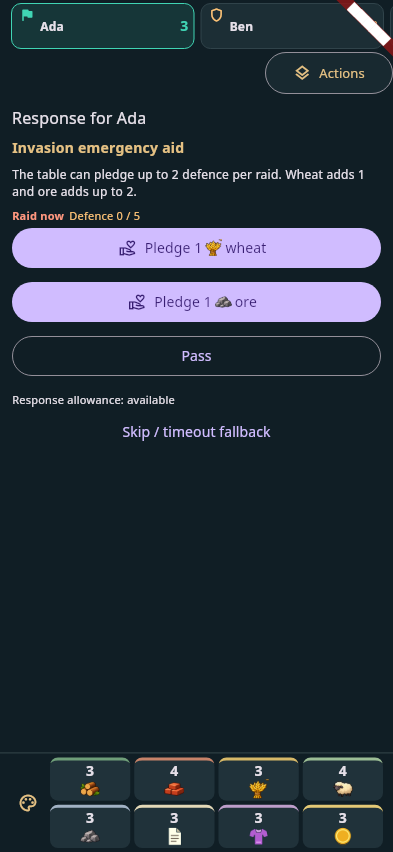 Ada 3 Ben
Actions
Response for Ada
Invasion emergency aid
The table can pledge up to 2 defence per raid. Wheat adds 1
and ore adds up to 2.
Raid now Defence 0 / 5
Pledge 1 wheat
Pledge 1 ore
Pass
Response allowance: available
Skip / timeout fallback
3 4 3 4
3 3 3 3